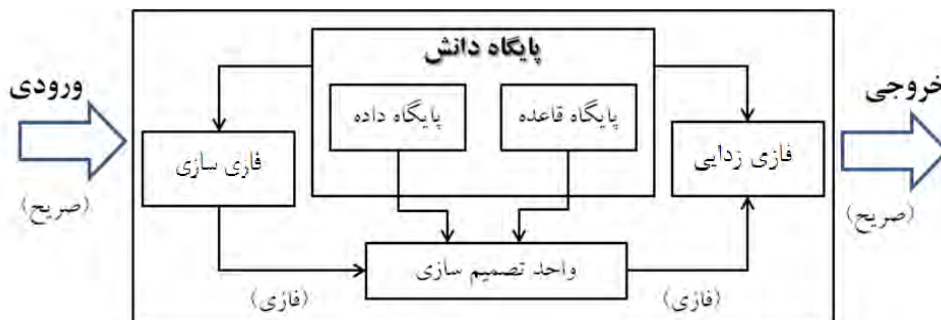 پایگاه دانش
ورودی
خروجی
پایگاه داده
پایگاه قاعده
فازی سازی
فازی زدایی
(صریح)
(صریح)
واحد تصمیم سازی
(فازی)
(فازی)